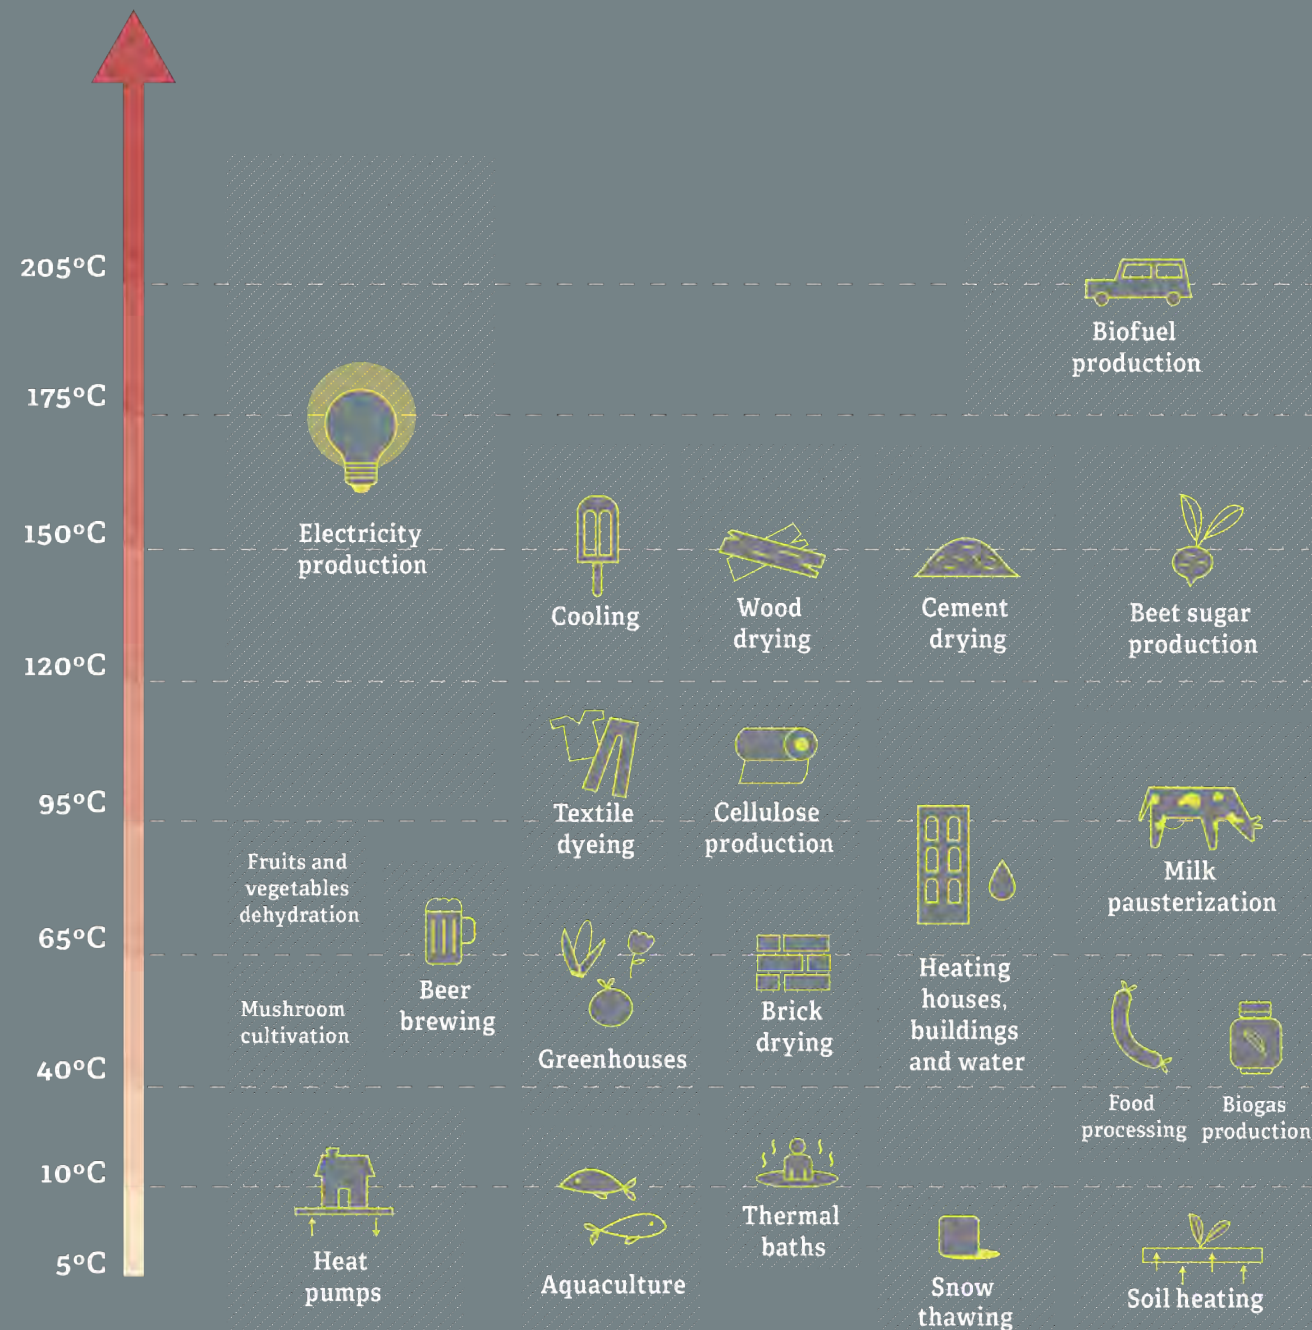 205°C
Biofuel
production
175°C
150°C
Electricity
production
Cooling
Wood
drying
Cement
drying
Beet sugar
production
120°C
95°C
Textile
dyeing
Cellulose
production
Fruits and
vegetables
dehydration
Milk
pausterization
65°C
Beer
brewing
Mushroom
cultivation
Greenhouses
Brick
drying
Heating
houses,
buildings
and water
40°C
Food
processing
Biogas
production
10°C
Heat
pumps
Aquaculture
Thermal
baths
Snow
thawing
Soil heating
5°C